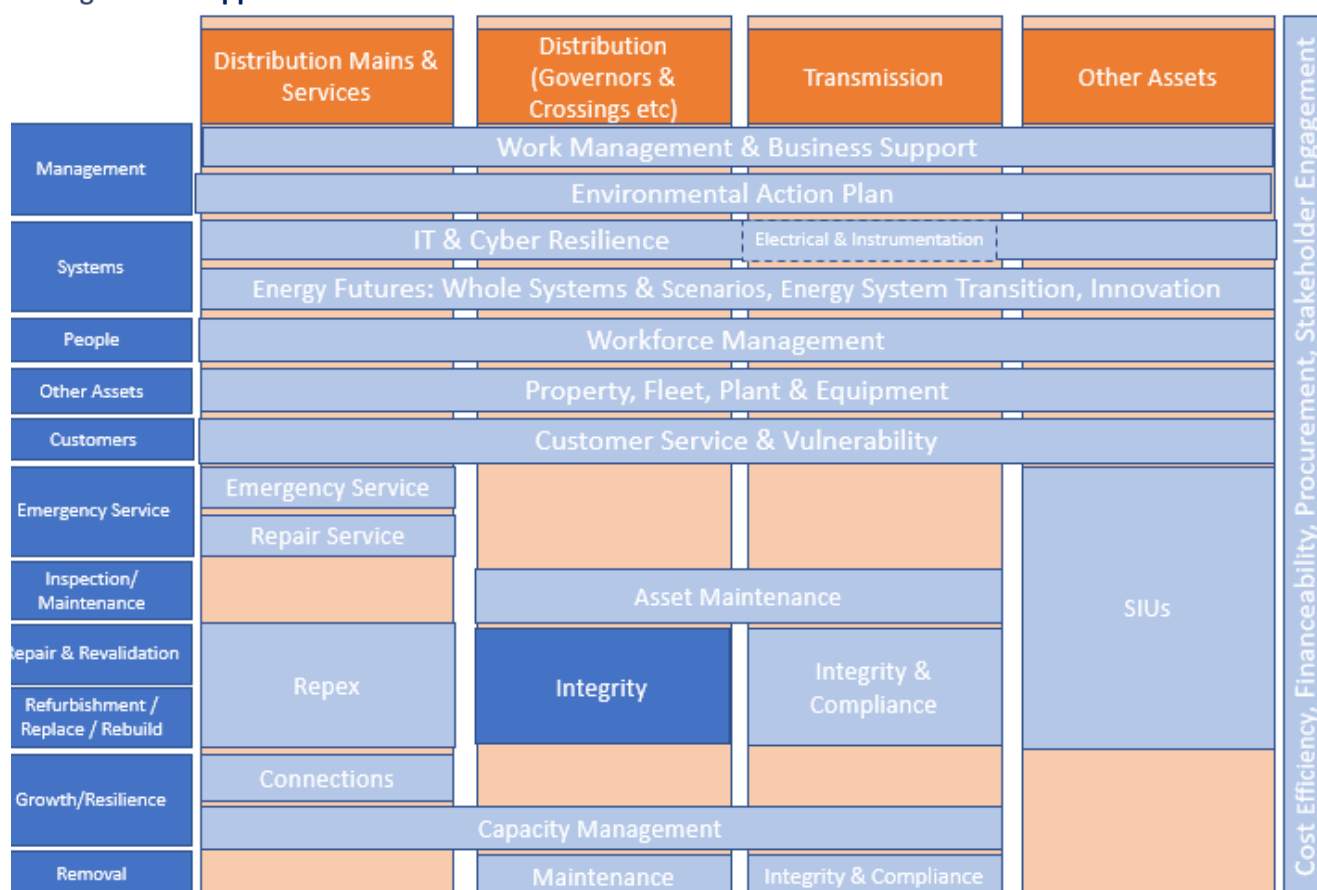 Distribution Mains &
Services
Distribution
(Governors &
Crossings etc)
Transmission
Other Assets
Management
Work Management & Business Support
Environmental Action Plan
Systems
IT & Cyber Resilience
Electrical & Instrumentation
Energy Futures: Whole Systems & Scenarios, Energy System Transition, Innovation
People
Workforce Management
Other Assets
Property, Fleet, Plant & Equipment
Customers
Customer Service & Vulnerability
Emergency Service
Emergency Service
Repair Service
Inspection/
Maintenance
Asset Maintenance
SIUs
epair & Revalidation
Refurbishment /
Replace / Rebuild
Repex
Integrity
Integrity &
Compliance
Growth/Resilience
Connections
Capacity Management
Removal
Maintenance
Integrity & Compliance
Cost Efficiency, Financeability, Procurement, Stakeholder Engagement